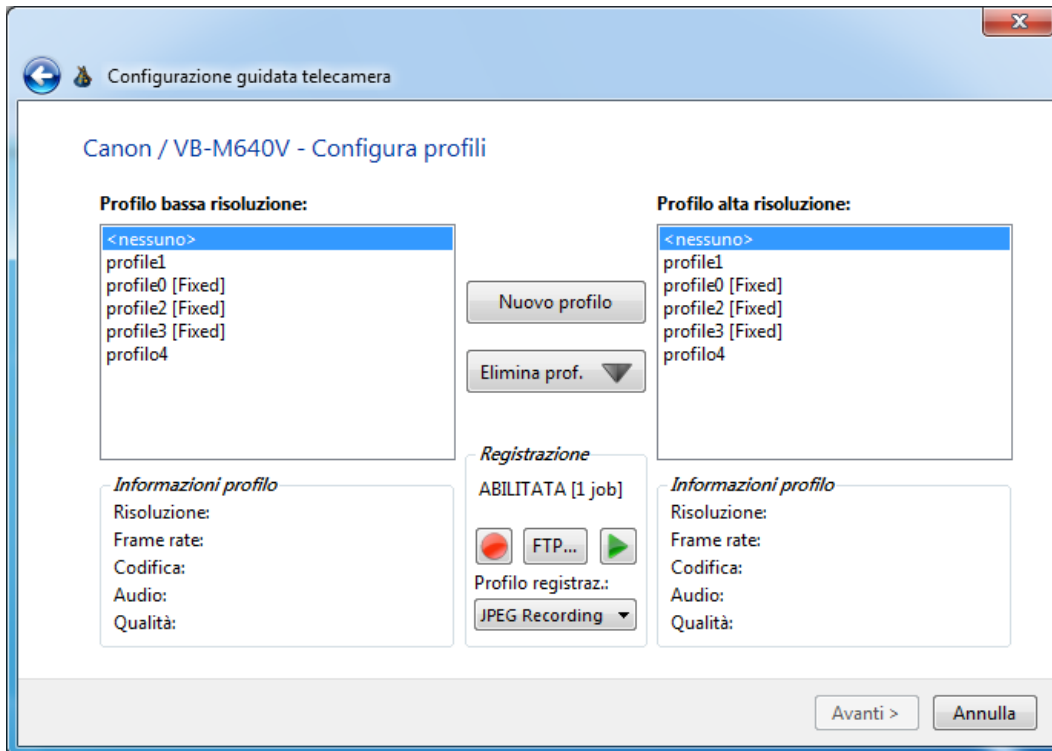 Configurazione guidata telecamera
Canon / VB-M640V - Configura profili
Profilo bassa risoluzione:
<nessuno>
profile1
profile0 [Fixed]
profile2 [Fixed]
profile3 [Fixed]
profilo4
Nuovo profilo
Elimina prof.
Profilo alta risoluzione:
<nessuno>
profile1
profile0 [Fixed]
profile2 [Fixed]
profile3 [Fixed]
profilo4
Informazioni profilo
Risoluzione:
Frame rate:
Codifica:
Audio:
Qualità:
Registrazione
ABILITATA [1 job]
FTP...
Profilo registraz.:
JPEG Recording
Informazioni profilo
Risoluzione:
Frame rate:
Codifica:
Audio:
Qualità:
Avanti >
Annulla